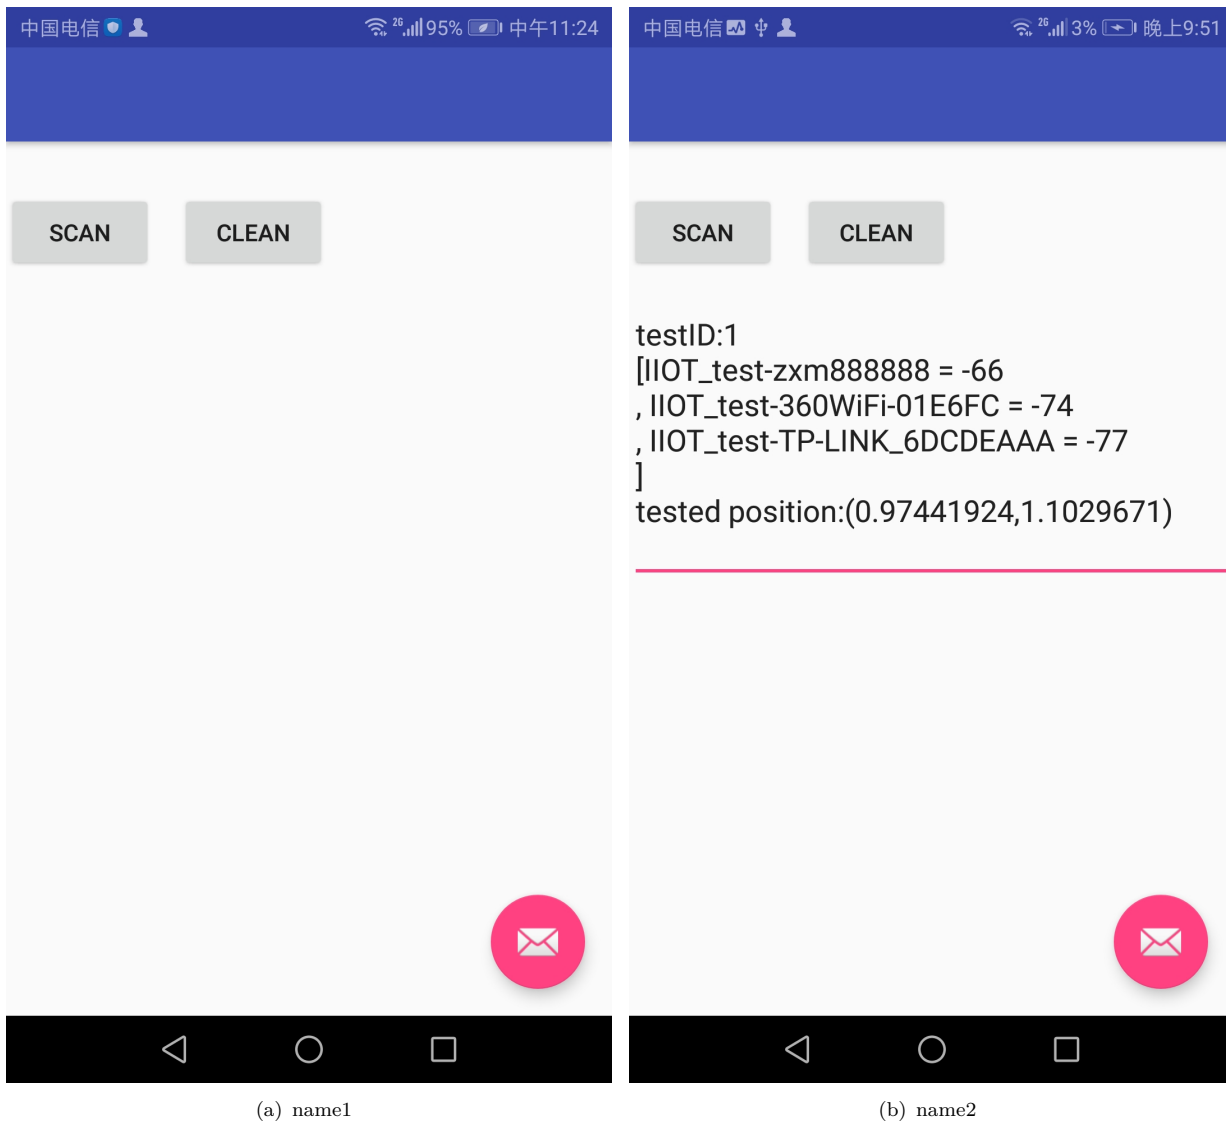 中国电信 2G 95% 中午11:24
SCAN CLEAN
(a) name1
中国电信 2G 3% 晚上9:51
SCAN CLEAN
testID:1
[IIOT_test-zxm888888 = -66
, IIOT_test-360WiFi-01E6FC = -74
, IIOT_test-TP-LINK_6DCDEAAA = -77
]
tested position:(0.97441924,1.1029671)
(b) name2